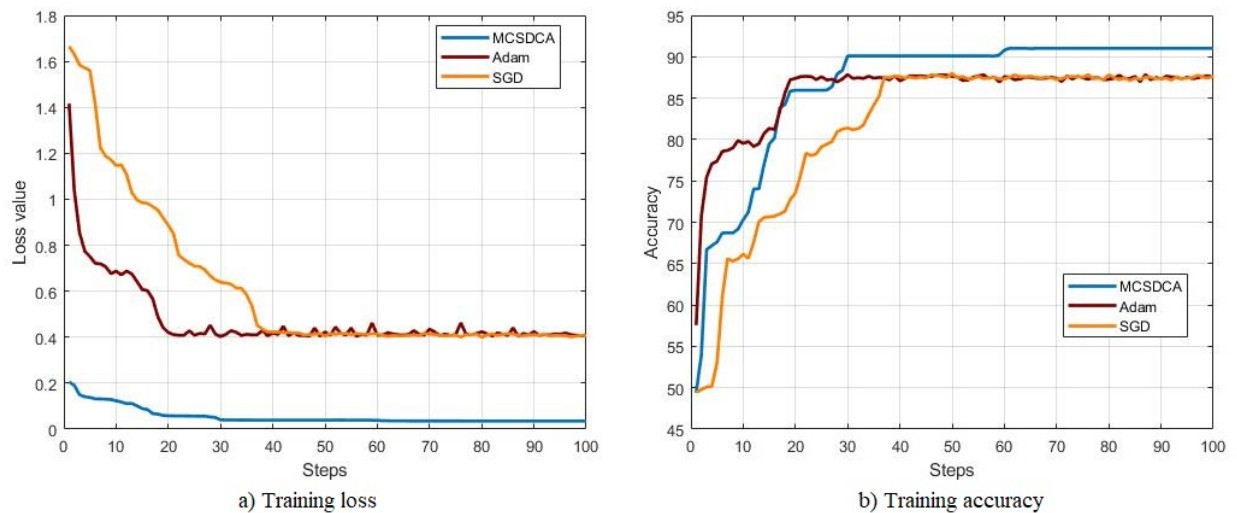 1.8
1.6
1.4
1.2
1
0.8
0.6
0.4
0.2
0
Loss value
MCSDCA
Adam
SGD
0 10 20 30 40 50 60 70 80 90 100
Steps
a) Training loss
95
90
85
80
75
70
65
60
55
50
45
Accuracy
MCSDCA
Adam
SGD
0 10 20 30 40 50 60 70 80 90 100
Steps
b) Training accuracy